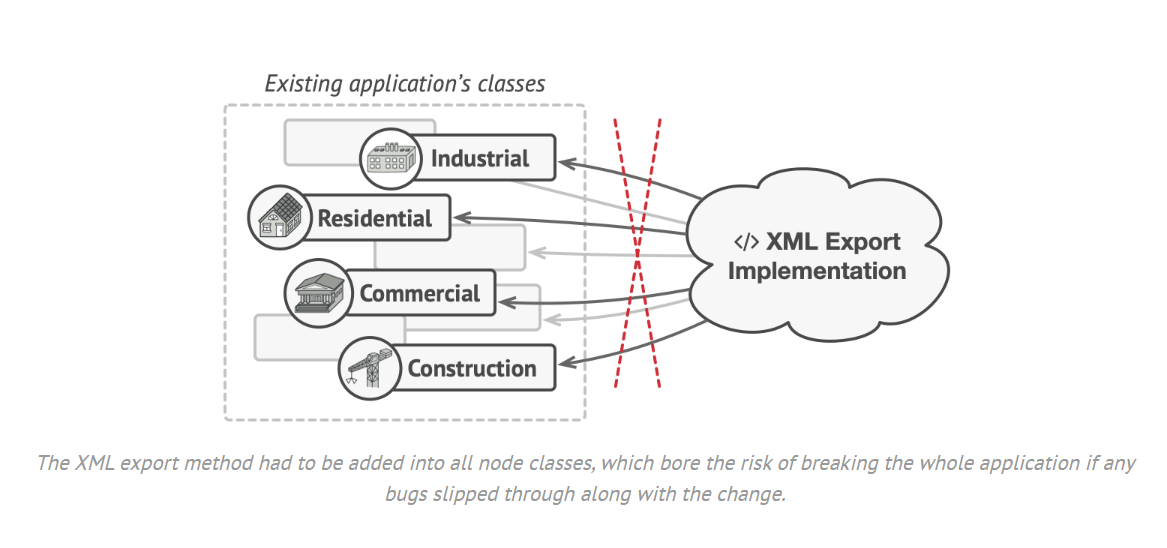 Existing application's classes
Industrial
Residential
Commercial
Construction
</> XML Export
Implementation
The XML export method had to be added into all node classes, which bore the risk of breaking the whole application if any
bugs slipped through along with the change.